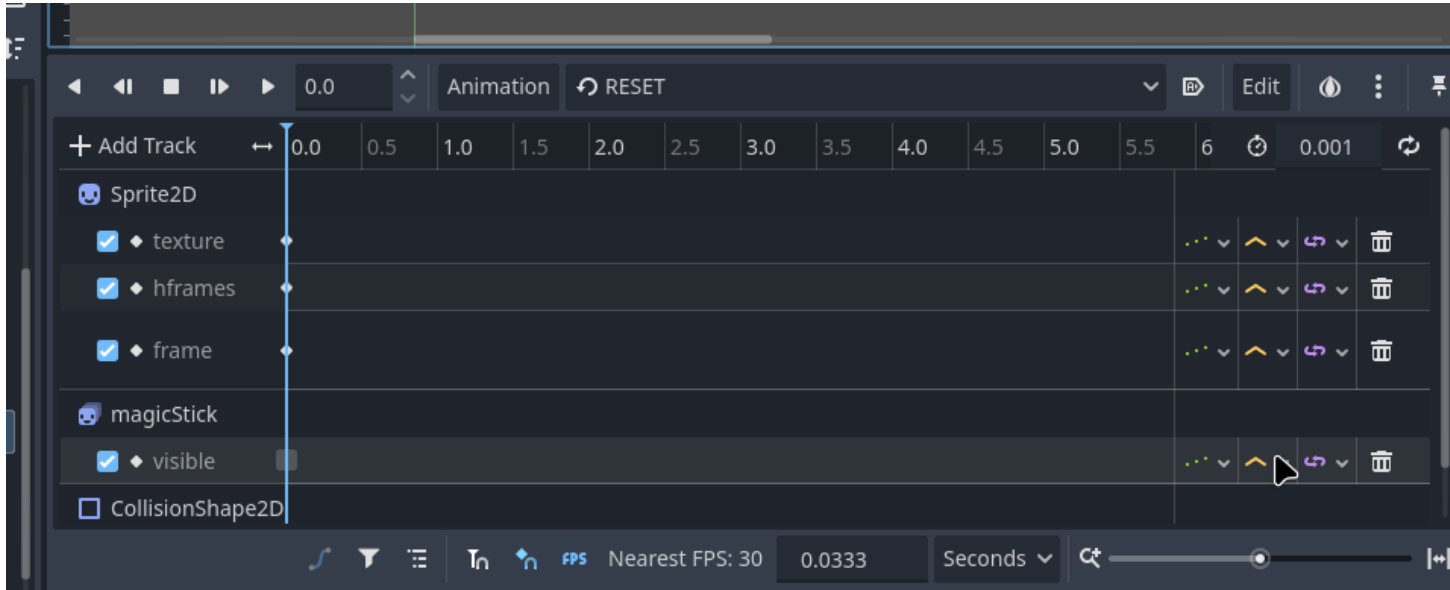 0.0 Animation RESET Edit
Add Track 0.0 0.5 1.0 1.5 2.0 2.5 3.0 3.5 4.0 4.5 5.0 5.5 6 0.001
Sprite2D
texture
hframes
frame
magicStick
visible
CollisionShape2D
FPS Nearest FPS: 30 0.0333 Seconds